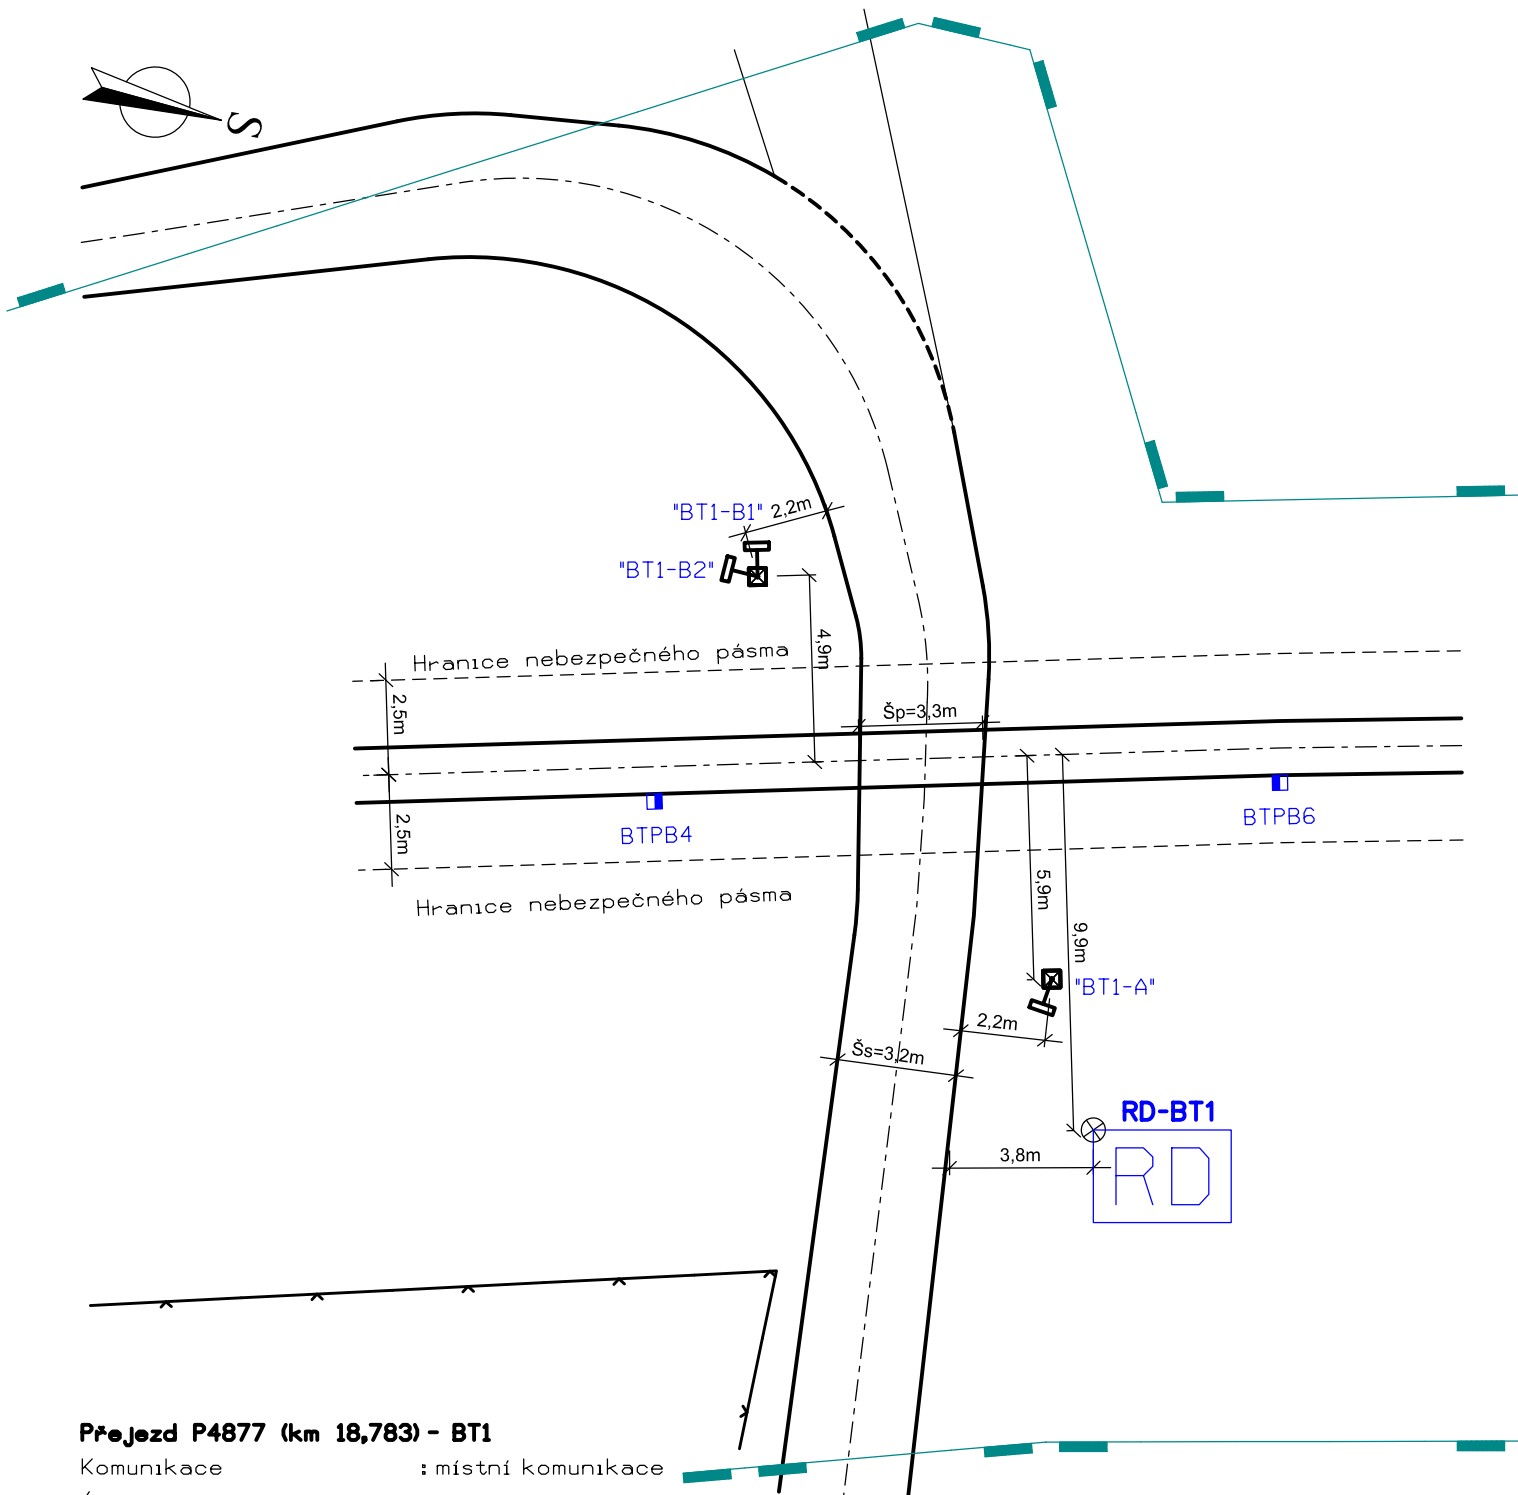 S
"BT1-B1"
2,2m
"BT1-B2"
4,9m
Hranice nebezpečného pásma
2,5m
Šp=3,3m
2,5m
BTPB4
BTPB6
Hranice nebezpečného pásma
5,9m
9,9m
"BT1-A"
2,2m
Šs=3,2m
RD-BT1
3,8m
RD
Přejezd P4877 (km 18,783) - BT1
Komunikace : místní komunikace